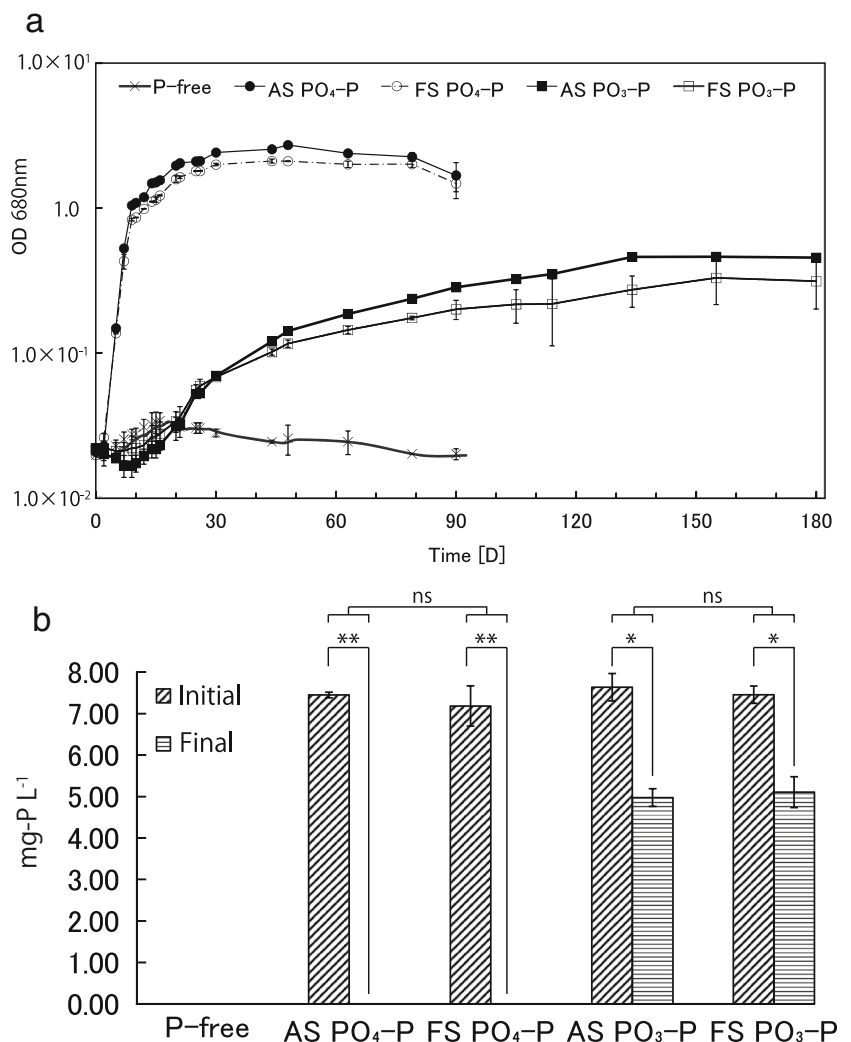 a
1.0×10¹
P-free AS PO₄-P FS PO₄-P AS PO₃-P FS PO₃-P
1.0
1.0×10⁻¹
1.0×10⁻²
OD 680nm
0 30 60 90 120 150 180
Time [D]
b
ns ns
** ** * *
8.00
7.00
6.00
5.00
4.00
3.00
2.00
1.00
0.00
Initial
Final
mg-P L⁻¹
P-free AS PO₄-P FS PO₄-P AS PO₃-P FS PO₃-P